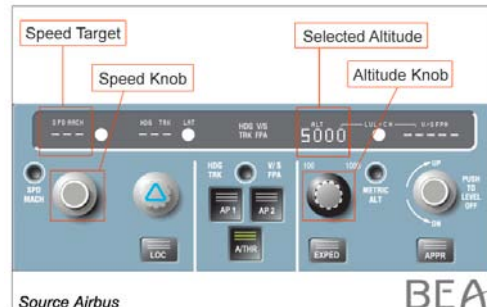 Speed Target
Selected Altitude
Speed Knob
Altitude Knob
SPD MACH
HDG TRK
LAT
HDG V/S
TRK FPA
ALT
LVL/CH
V/S FPA
--- --- 5000 -----
SPD
MACH
HDG
TRK
V/S
FPA
100
1000
METRIC
ALT
UP
DN
PUSH
TO
LEVEL
OFF
AP 1
AP 2
A/THR
LOC
EXPED
APPR
Source Airbus
BEA